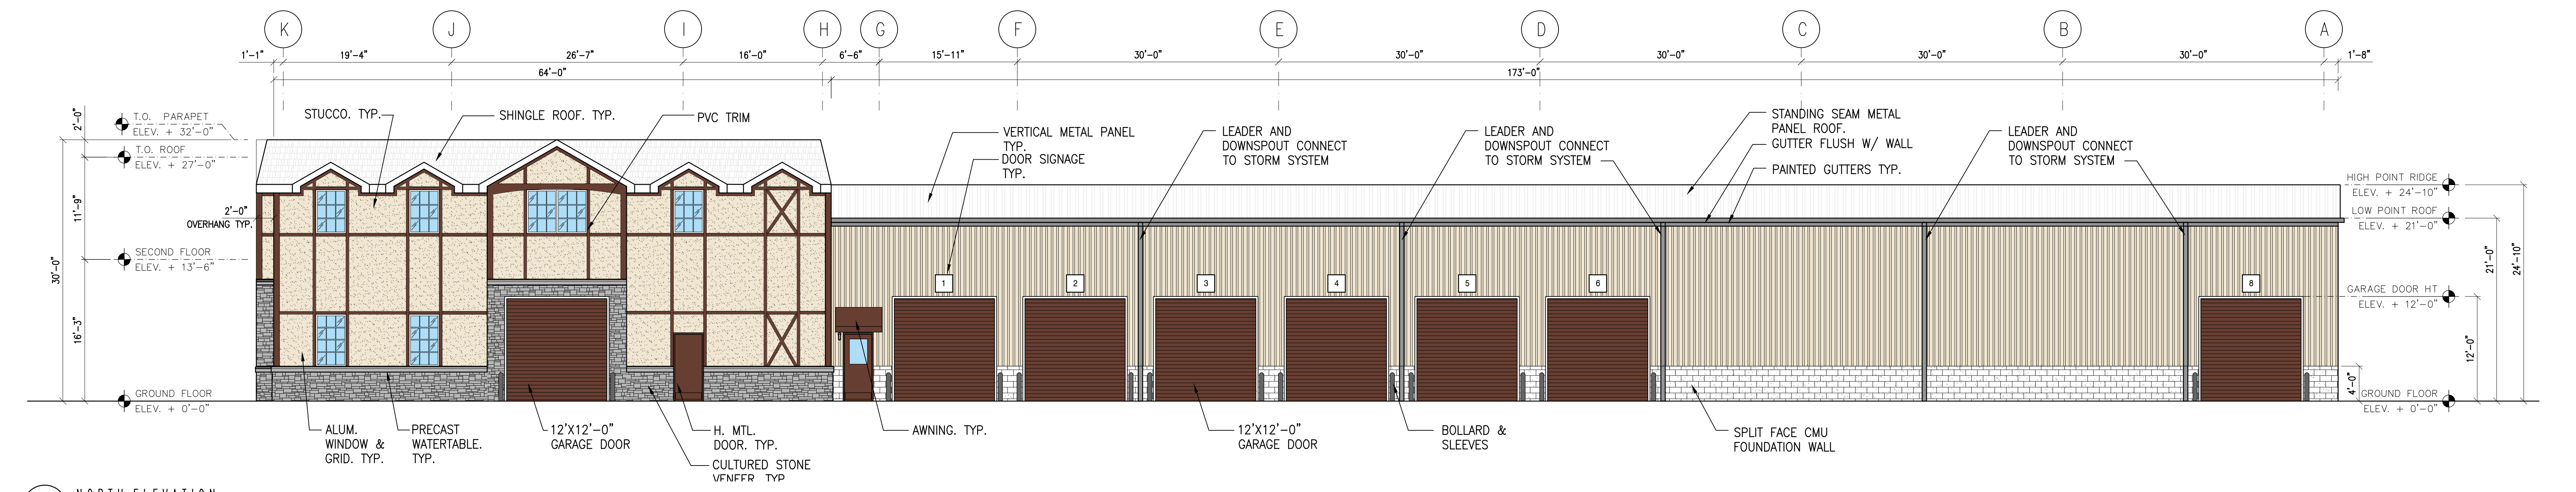 K J I H G F E D C B A
1'-1" 19'-4" 26'-7" 16'-0" 6'-6" 15'-11" 30'-0" 30'-0" 30'-0" 30'-0" 30'-0" 1'-8"
64'-0" 173'-0"
T.O. PARAPET
ELEV. + 32'-0"
T.O. ROOF
ELEV. + 27'-0"
SECOND FLOOR
ELEV. + 13'-6"
GROUND FLOOR
ELEV. + 0'-0"
2'-0"
11'-9"
16'-3"
30'-0"
2'-0"
OVERHANG TYP.
STUCCO. TYP.
SHINGLE ROOF. TYP.
PVC TRIM
VERTICAL METAL PANEL
TYP.
DOOR SIGNAGE
TYP.
LEADER AND
DOWNSPOUT CONNECT
TO STORM SYSTEM
LEADER AND
DOWNSPOUT CONNECT
TO STORM SYSTEM
STANDING SEAM METAL
PANEL ROOF.
GUTTER FLUSH W/ WALL
PAINTED GUTTERS TYP.
LEADER AND
DOWNSPOUT CONNECT
TO STORM SYSTEM
HIGH POINT RIDGE
ELEV. + 24'-10"
LOW POINT ROOF
ELEV. + 21'-0"
GARAGE DOOR HT
ELEV. + 12'-0"
GROUND FLOOR
ELEV. + 0'-0"
4'-0"
12'-0"
21'-0"
24'-10"
1 2 3 4 5 6 8
ALUM.
WINDOW &
GRID. TYP.
PRECAST
WATERTABLE.
TYP.
12'X12'-0"
GARAGE DOOR
H. MTL.
DOOR. TYP.
CULTURED STONE
VENEER. TYP.
AWNING. TYP.
12'X12'-0"
GARAGE DOOR
BOLLARD &
SLEEVES
SPLIT FACE CMU
FOUNDATION WALL
NORTH ELEVATION